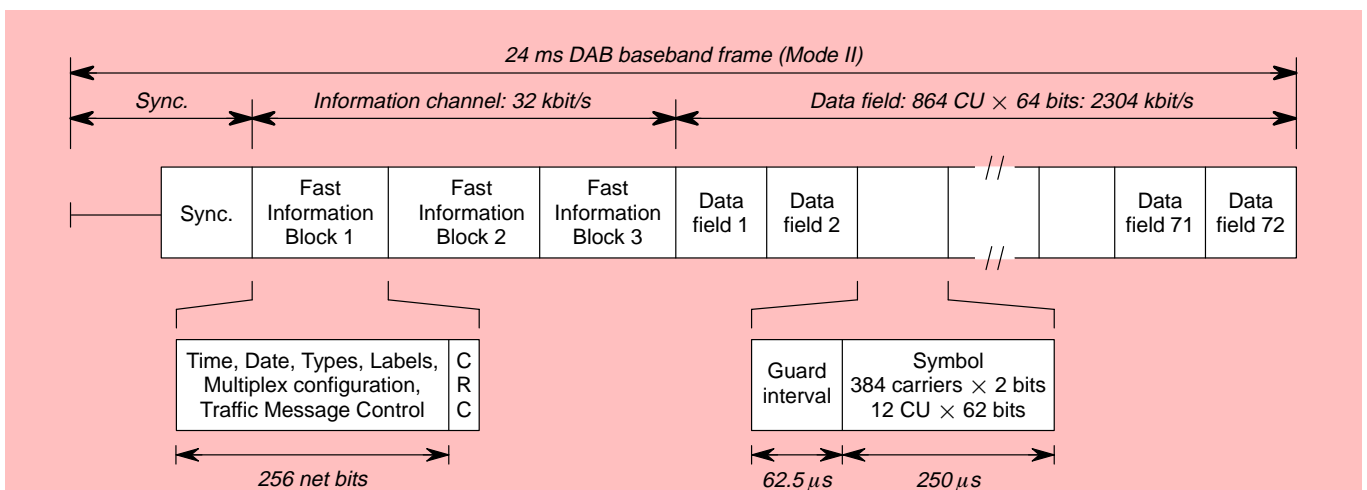 24 ms DAB baseband frame (Mode II)
Sync.
Information channel: 32 kbit/s
Data field: 864 CU × 64 bits: 2304 kbit/s
Sync.
Fast
Information
Block 1
Fast
Information
Block 2
Fast
Information
Block 3
Data
field 1
Data
field 2
Data
field 71
Data
field 72
Time, Date, Types, Labels,
Multiplex configuration,
Traffic Message Control
C
R
C
256 net bits
Guard
interval
Symbol
384 carriers × 2 bits
12 CU × 62 bits
62.5 μs
250 μs